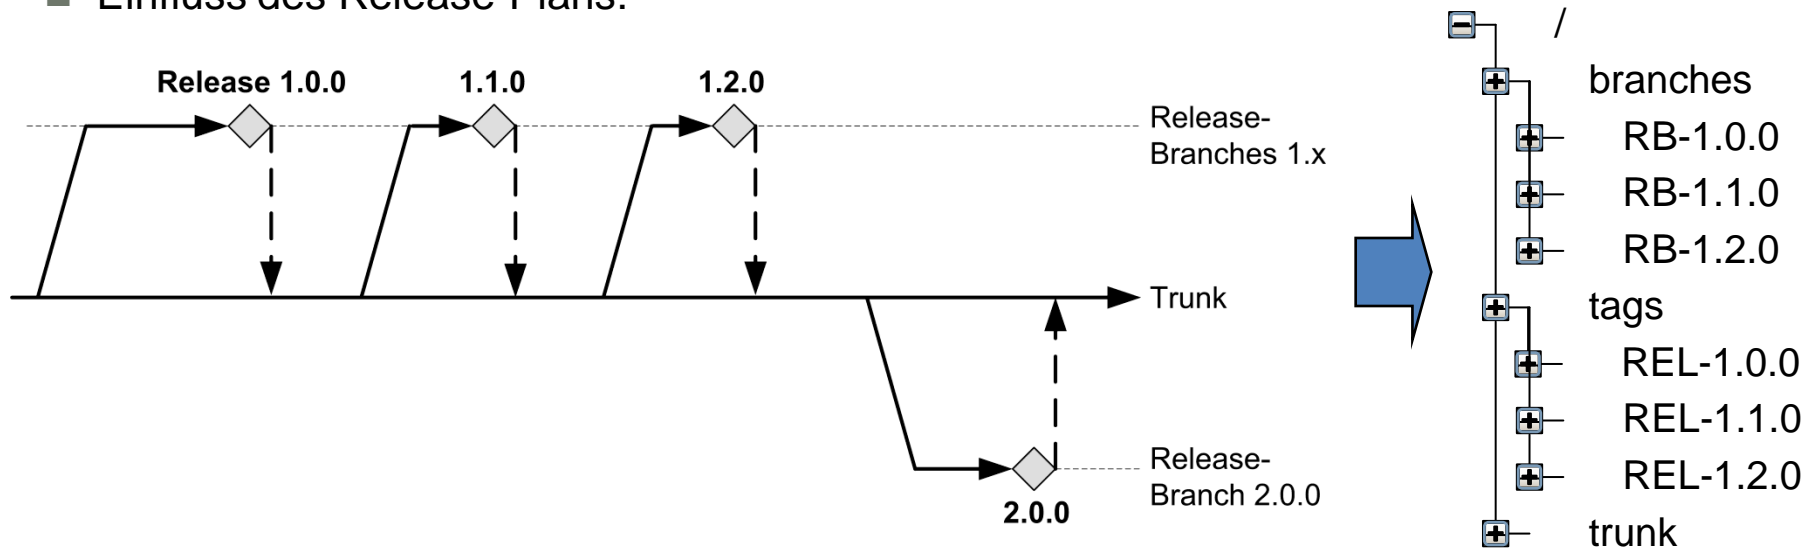 Einfluss des Release-Plans:
Release 1.0.0
1.1.0
1.2.0
Release-
Branches 1.x
Trunk
Release-
Branch 2.0.0
2.0.0
/
branches
RB-1.0.0
RB-1.1.0
RB-1.2.0
tags
REL-1.0.0
REL-1.1.0
REL-1.2.0
trunk